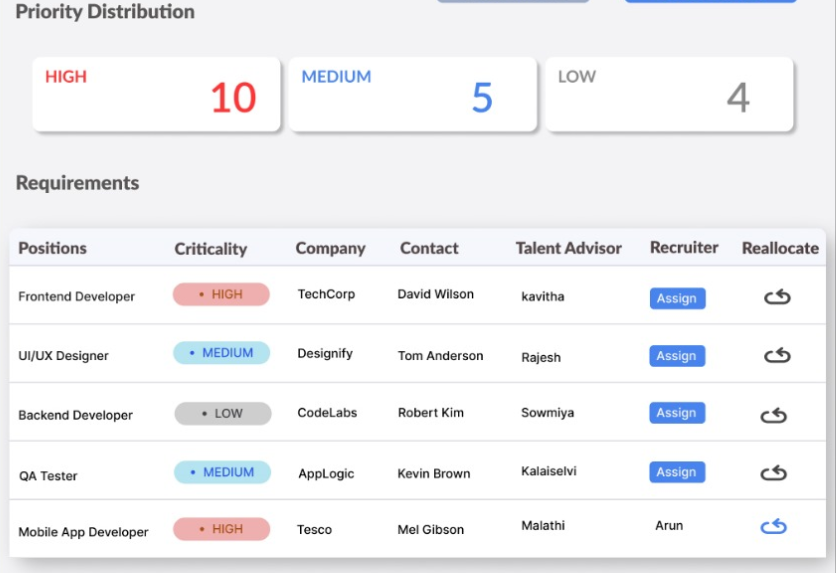 Priority Distribution
HIGH
10
MEDIUM
5
LOW
4
Requirements
Positions Criticality Company Contact Talent Advisor Recruiter Reallocate
Frontend Developer • HIGH TechCorp David Wilson kavitha Assign
UI/UX Designer • MEDIUM Designify Tom Anderson Rajesh Assign
Backend Developer • LOW CodeLabs Robert Kim Sowmiya Assign
QA Tester • MEDIUM AppLogic Kevin Brown Kalaiselvi Assign
Mobile App Developer • HIGH Tesco Mel Gibson Malathi Arun